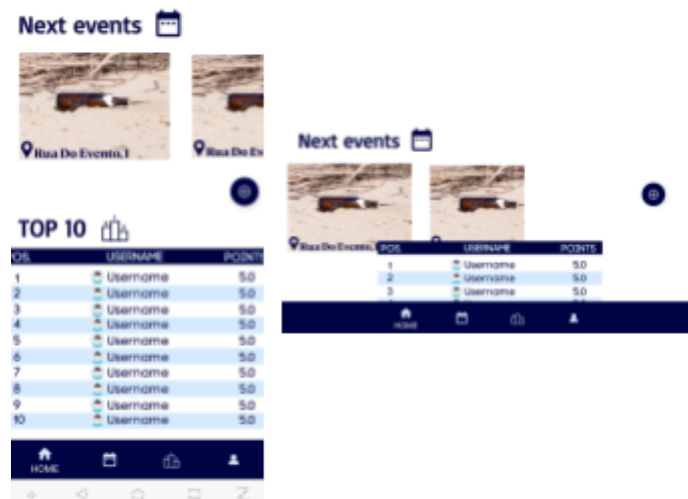 Next events
Rua Do Evento,1
Rua Do Ev
TOP 10
POS. USERNAME POINTS
1 Username 5.0
2 Username 5.0
3 Username 5.0
4 Username 5.0
5 Username 5.0
6 Username 5.0
7 Username 5.0
8 Username 5.0
9 Username 5.0
10 Username 5.0
HOME
Next events
Rua Do Evento,
POS. USERNAME POINTS
1 Username 5.0
2 Username 5.0
3 Username 5.0
HOME